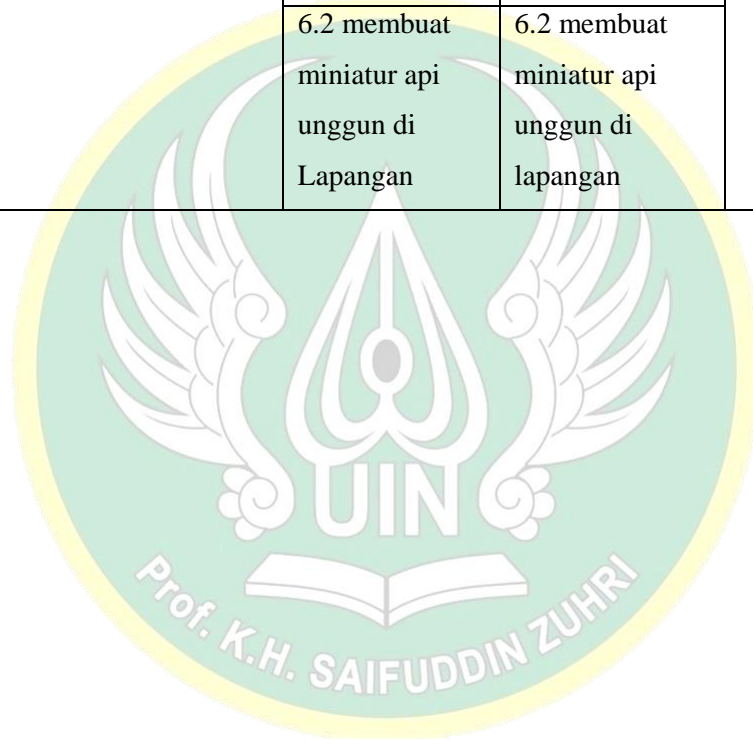 6.2 membuat
miniatur api
unggun di
Lapangan
6.2 membuat
miniatur api
unggun di
lapangan
UIN
Prof. K.H. SAIFUDDIN ZUHRI